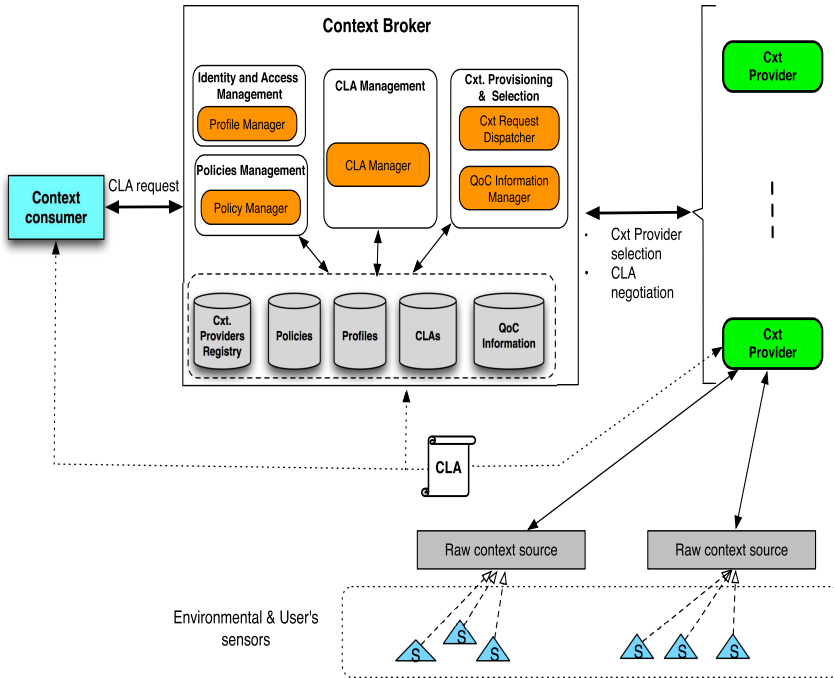 Context Broker
Cxt
Provider
Identity and Access
Management
Profile Manager
CLA Management
CLA Manager
Cxt. Provisioning
& Selection
Cxt Request
Dispatcher
QoC Information
Manager
Policies Management
Policy Manager
CLA request
Context
consumer
• Cxt Provider
selection
• CLA
negotiation
Cxt.
Providers
Registry
Policies
Profiles
CLAs
QoC
Information
Cxt
Provider
CLA
Raw context source
Raw context source
Environmental & User's
sensors
S
S
S
S
S
S